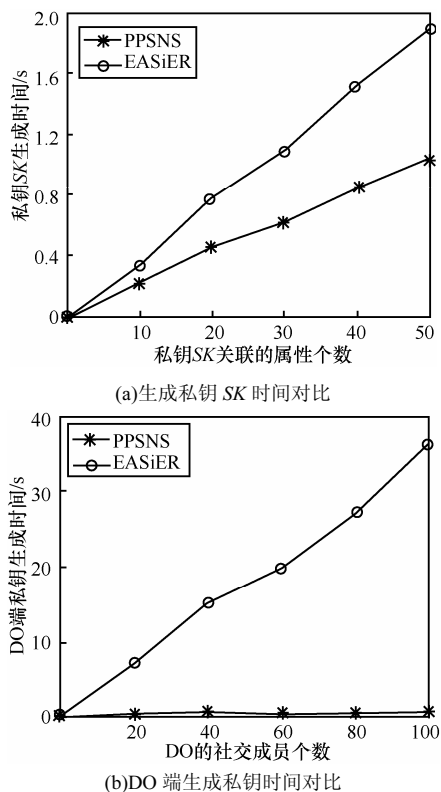 2.0
1.6
1.2
0.8
0.4
0
PPSNS
EASiER
私钥SK生成时间/s
10 20 30 40 50
私钥SK关联的属性个数
(a)生成私钥 SK 时间对比
40
30
20
10
0
PPSNS
EASiER
DO端私钥生成时间/s
20 40 60 80 100
DO的社交成员个数
(b)DO 端生成私钥时间对比